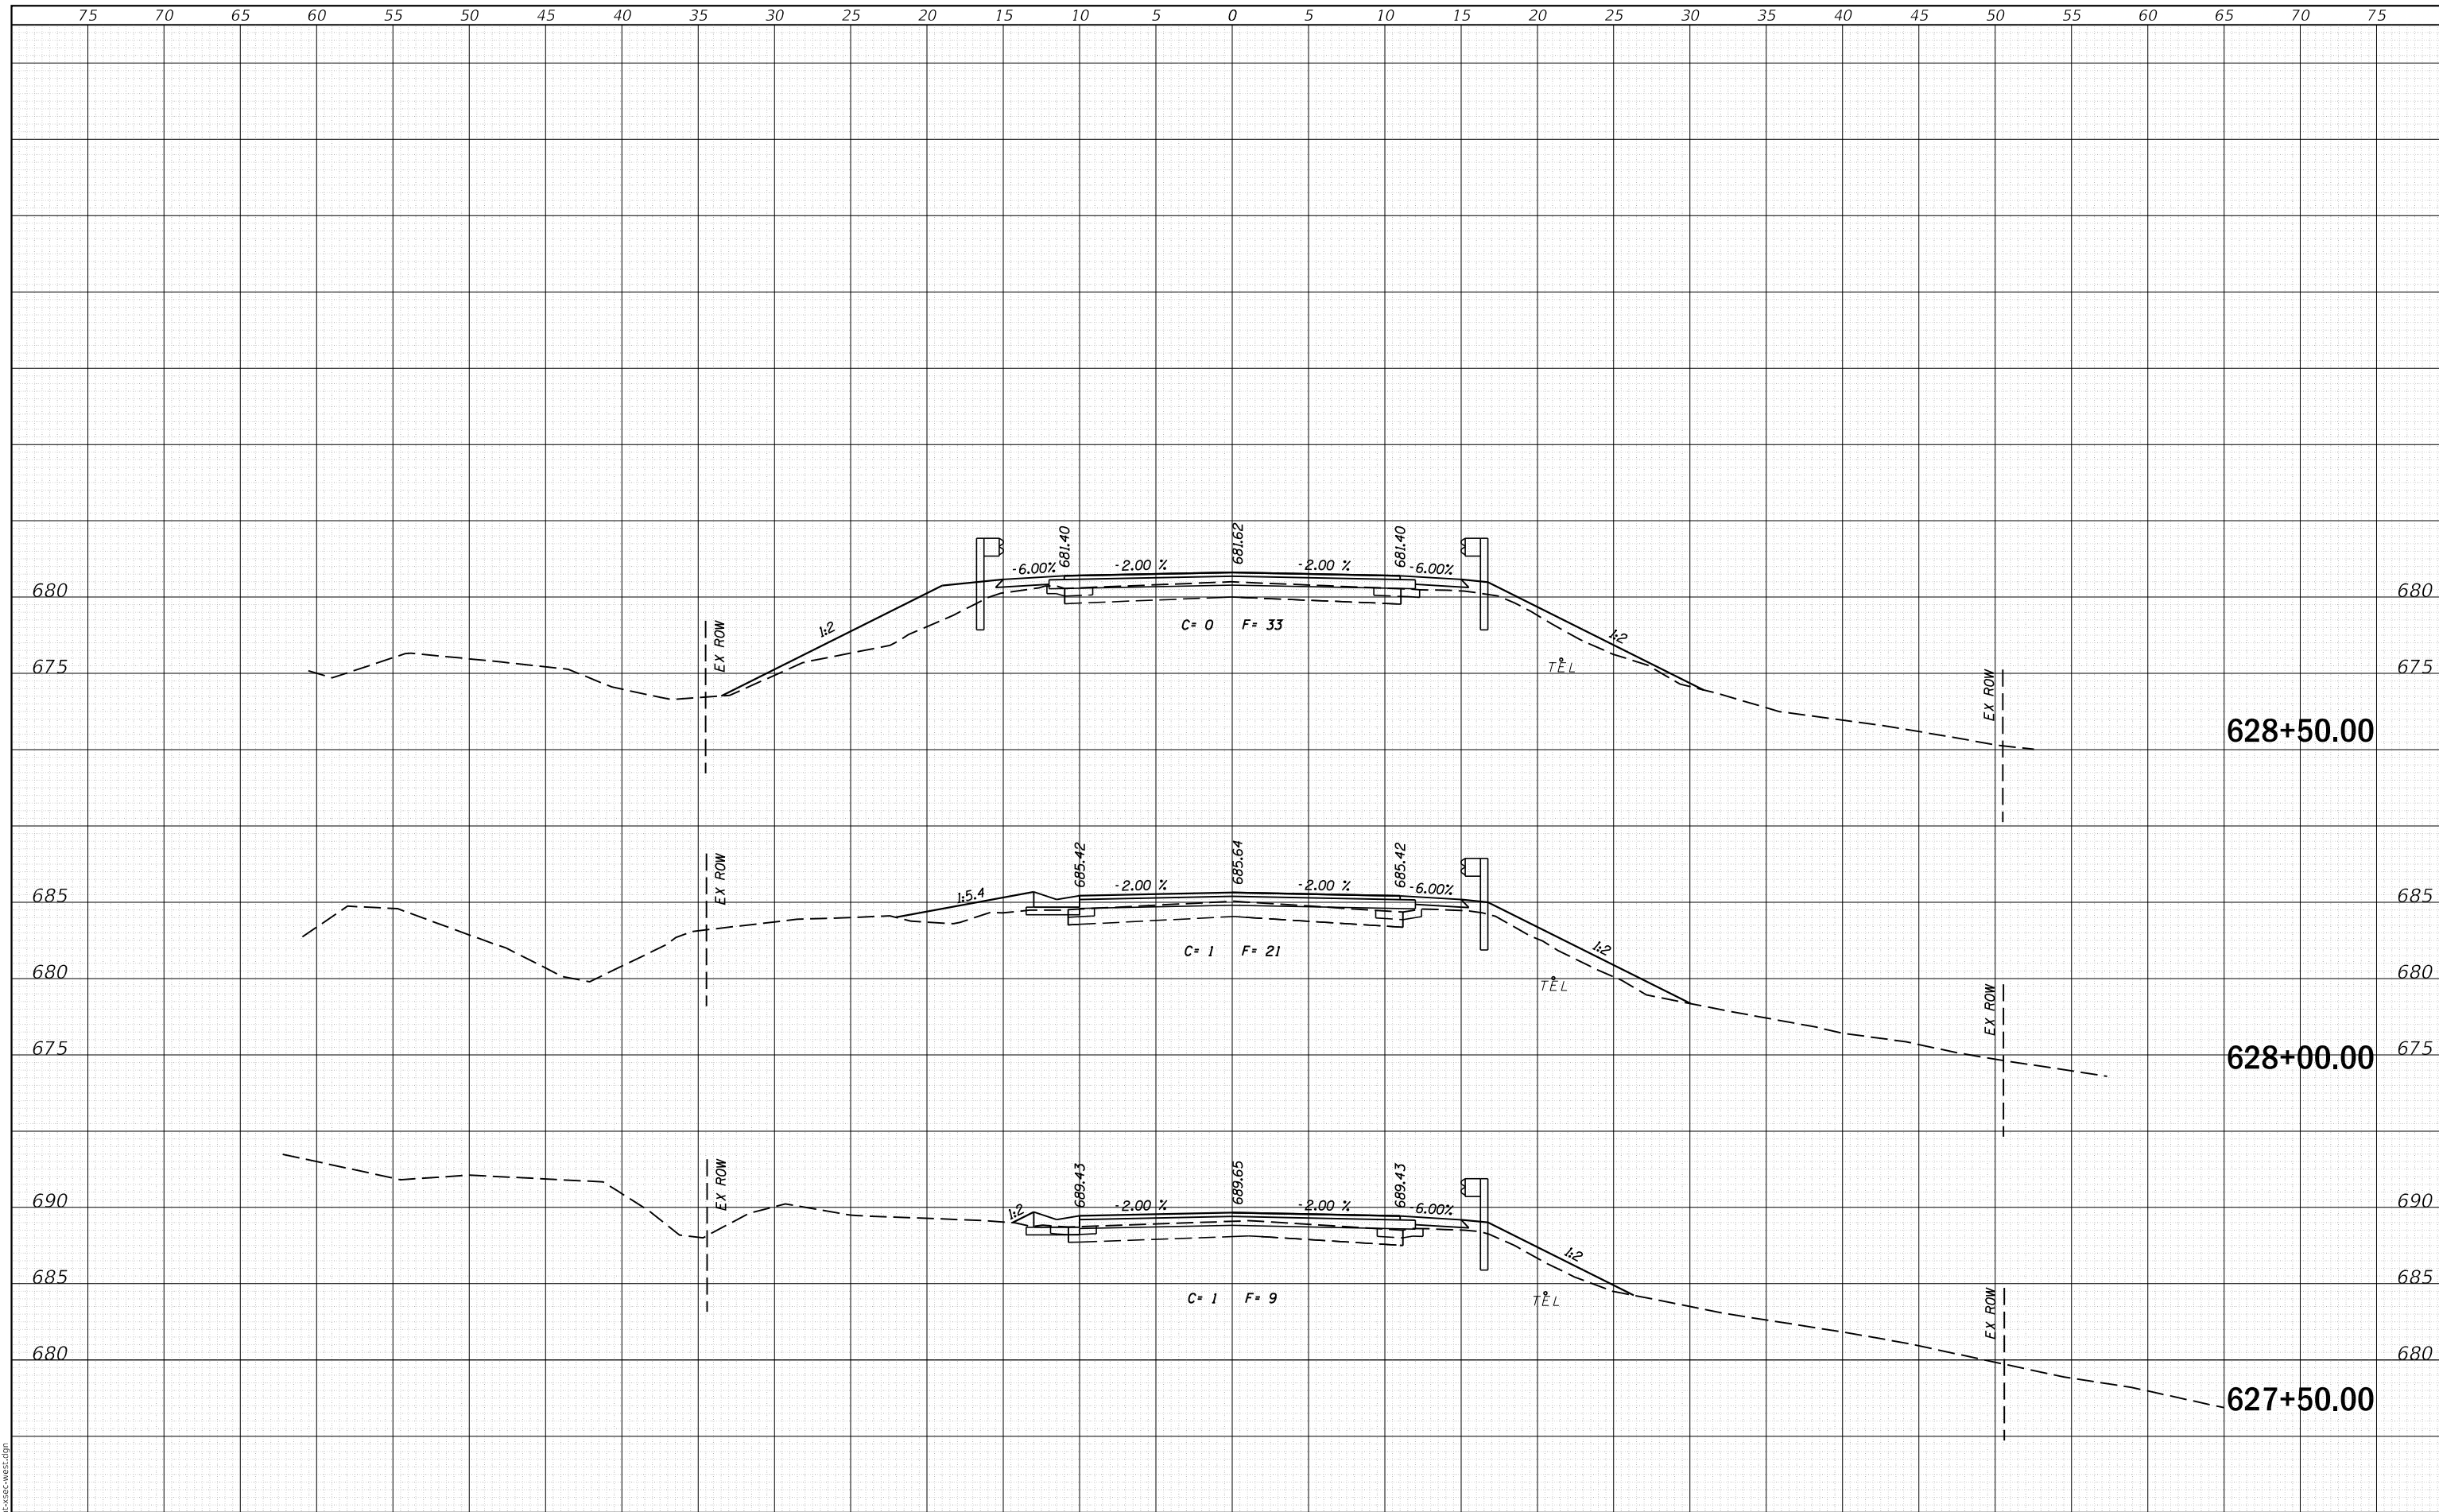 75 70 65 60 55 50 45 40 35 30 25 20 15 10 5 0 5 10 15 20 25 30 35 40 45 50 55 60 65 70 75
681.40 681.62 681.40
-6.00% -2.00 % -2.00 % -6.00%
680 680
C= 0 F= 33
1:2 1:2
EX ROW
675 TEL 675
EX ROW
628+50.00
685.42 685.64 685.42
EX ROW
1:5.4 -2.00 % -2.00 % -6.00%
685 685
C= 1 F= 21
1:2
680 TEL 680
EX ROW
675 675
628+00.00
689.43 689.65 689.43
EX ROW
690 690
1:2 -2.00 % -2.00 % -6.00%
1:2
685 685
C= 1 F= 9
TEL
EX ROW
680 680
627+50.00
t-xsec-west.dgn